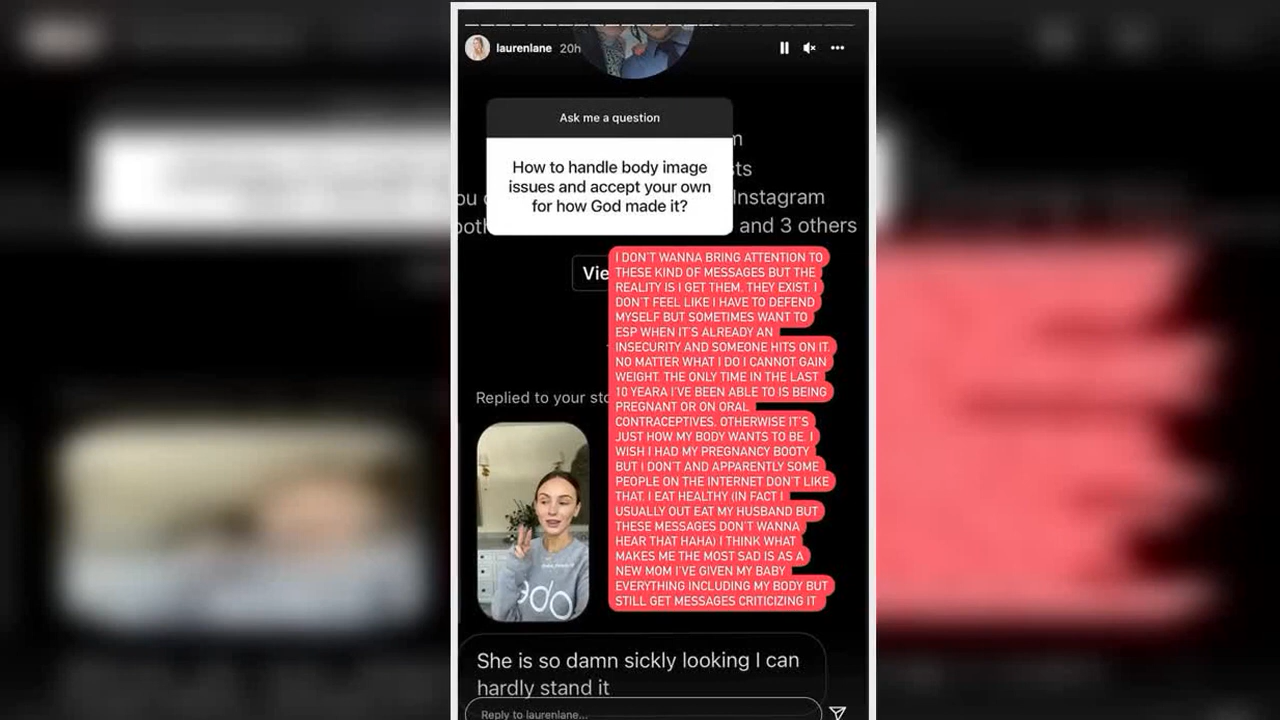 laurenlane 20h
Ask me a question
How to handle body image
issues and accept your own
for how God made it?
Instagram
and 3 others
Vie
I DON'T WANNA BRING ATTENTION TO
THESE KIND OF MESSAGES BUT THE
REALITY IS I GET THEM. THEY EXIST. I
DON'T FEEL LIKE I HAVE TO DEFEND
MYSELF BUT SOMETIMES WANT TO
ESP WHEN IT'S ALREADY AN
INSECURITY AND SOMEONE HITS ON IT.
NO MATTER WHAT I DO I CANNOT GAIN
WEIGHT. THE ONLY TIME IN THE LAST
10 YEARA I'VE BEEN ABLE TO IS BEING
PREGNANT OR ON ORAL
CONTRACEPTIVES. OTHERWISE IT'S
JUST HOW MY BODY WANTS TO BE. I
WISH I HAD MY PREGNANCY BOOTY
BUT I DON'T AND APPARENTLY SOME
PEOPLE ON THE INTERNET DON'T LIKE
THAT. I EAT HEALTHY (IN FACT I
USUALLY OUT EAT MY HUSBAND BUT
THESE MESSAGES DON'T WANNA
HEAR THAT HAHA) I THINK WHAT
MAKES ME THE MOST SAD IS AS A
NEW MOM I'VE GIVEN MY BABY
EVERYTHING INCLUDING MY BODY BUT
STILL GET MESSAGES CRITICIZING IT
Replied to your sto
She is so damn sickly looking I can
hardly stand it
Reply to laurenlane...